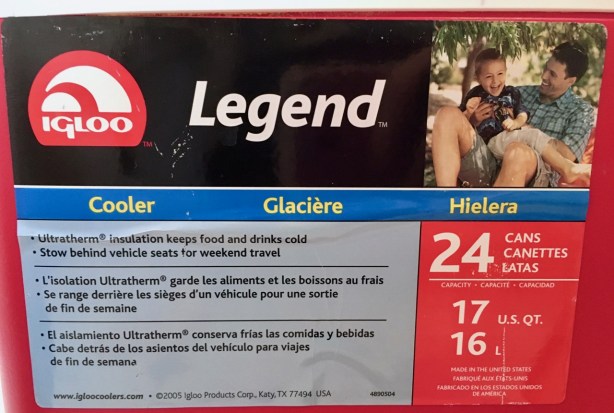 IGLOO TM
Legend TM
Cooler Glacière Hielera
• Ultratherm® insulation keeps food and drinks cold
• Stow behind vehicle seats for weekend travel
• L'isolation Ultratherm® garde les aliments et les boissons au frais
• Se range derrière les sièges d'un véhicule pour une sortie
de fin de semaine
• El aislamiento Ultratherm® conserva frías las comidas y bebidas
• Cabe detrás de los asientos del vehículo para viajes
de fin de semana
www.igloocoolers.com • ©2005 Igloo Products Corp., Katy, TX 77494 USA 4890504
24 CANS
CANETTES
LATAS
CAPACITY • CAPACITÉ • CAPACIDAD
17 U.S. QT.
16 L
MADE IN THE UNITED STATES
FABRIQUÉ AUX ÉTATS-UNIS
FABRICADO EN LOS ESTADOS UNIDOS
DE AMÉRICA